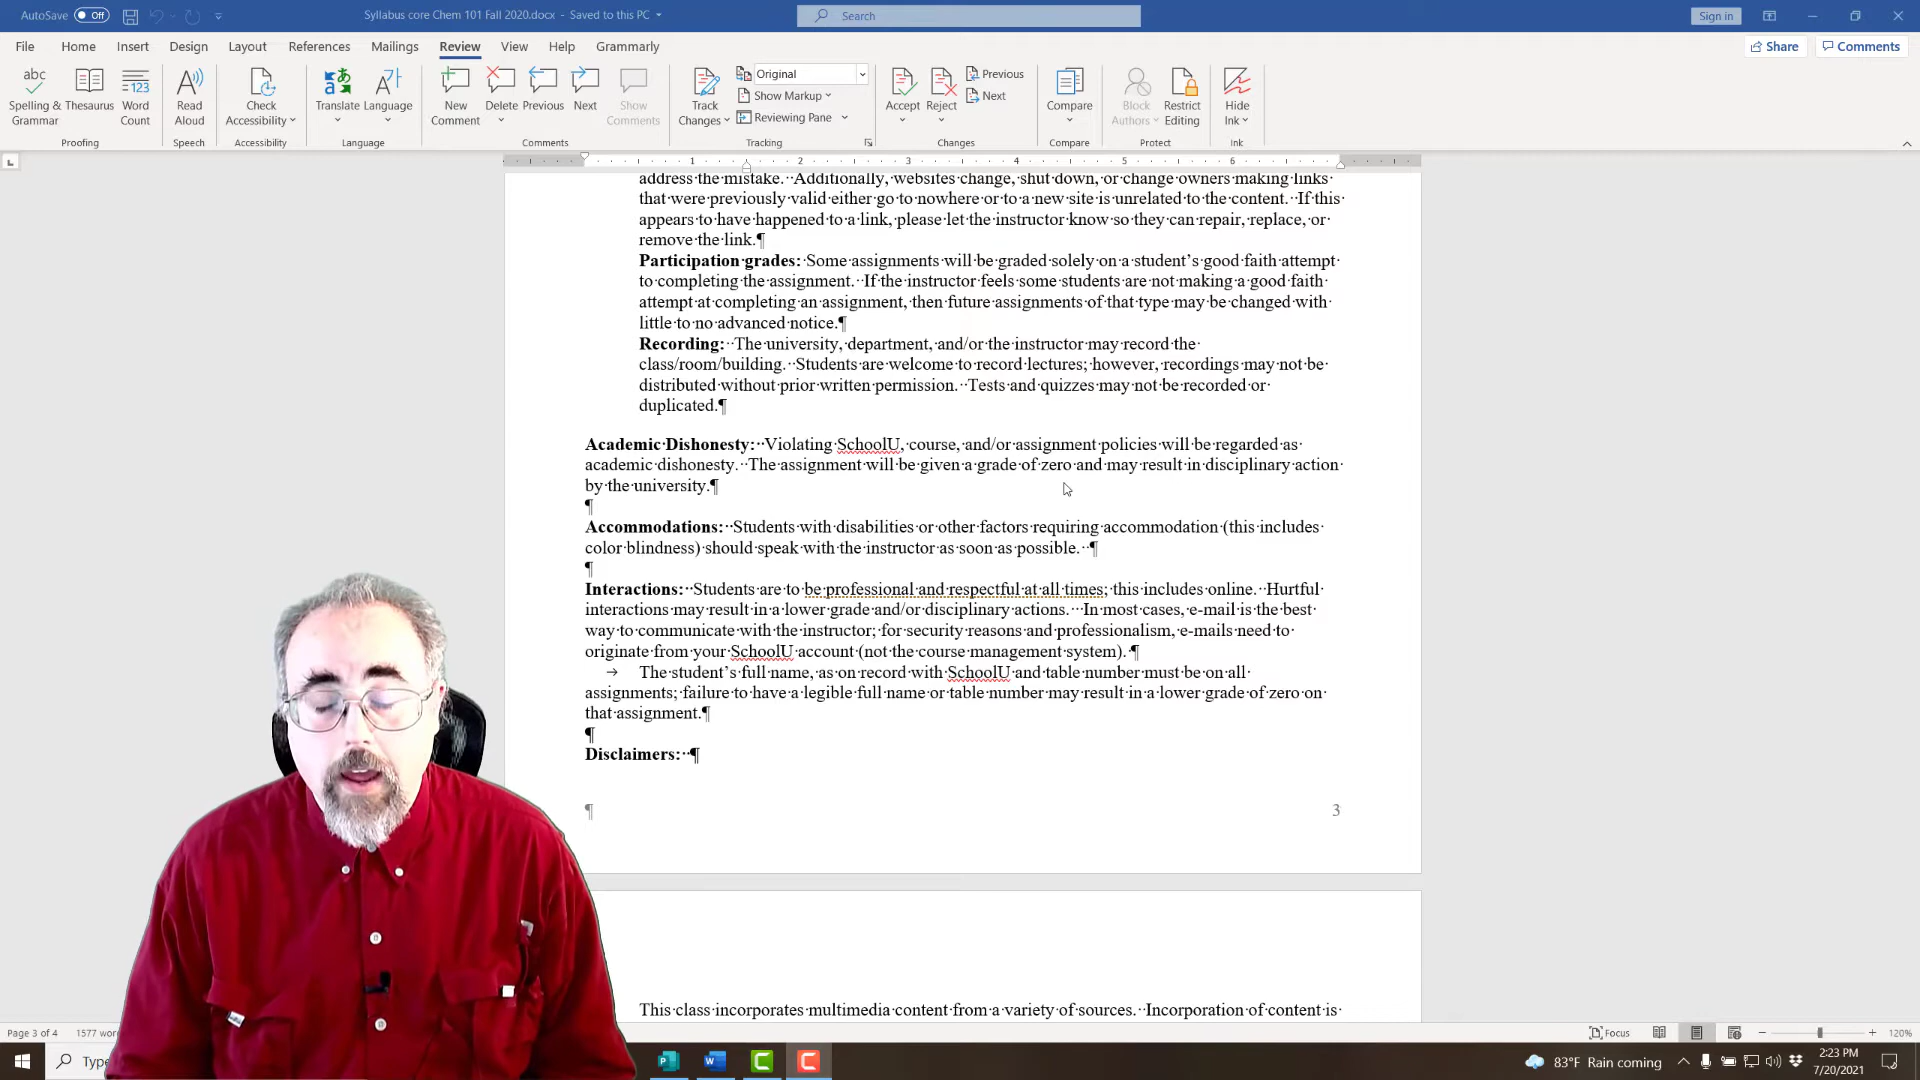 AutoSave Off Syllabus core Chem 101 Fall 2020.docx - Saved to this PC Search Sign in
File Home Insert Design Layout References Mailings Review View Help Grammarly Share Comments
Spelling & Grammar Thesaurus Word Count Read Aloud Check Accessibility Translate Language New Comment Delete Previous Next Show Comments Track Changes Original Show Markup Reviewing Pane Accept Reject Previous Next Compare Block Authors Restrict Editing Hide Ink
Proofing Speech Accessibility Language Comments Tracking Changes Compare Protect Ink
1 2 3 4 5 6
address the mistake. Additionally, websites change, shut down, or change owners making links
that were previously valid either go to nowhere or to a new site is unrelated to the content. If this
appears to have happened to a link, please let the instructor know so they can repair, replace, or
remove the link.¶
Participation grades: Some assignments will be graded solely on a student's good faith attempt
to completing the assignment. If the instructor feels some students are not making a good faith
attempt at completing an assignment, then future assignments of that type may be changed with
little to no advanced notice.¶
Recording: The university, department, and/or the instructor may record the
class/room/building. Students are welcome to record lectures; however, recordings may not be
distributed without prior written permission. Tests and quizzes may not be recorded or
duplicated.¶
Academic Dishonesty: Violating SchoolU, course, and/or assignment policies will be regarded as
academic dishonesty. The assignment will be given a grade of zero and may result in disciplinary action
by the university.¶
¶
Accommodations: Students with disabilities or other factors requiring accommodation (this includes
color blindness) should speak with the instructor as soon as possible. ¶
¶
Interactions: Students are to be professional and respectful at all times; this includes online. Hurtful
interactions may result in a lower grade and/or disciplinary actions. In most cases, e-mail is the best
way to communicate with the instructor; for security reasons and professionalism, e-mails need to
originate from your SchoolU account (not the course management system). ¶
→ The student's full name, as on record with SchoolU and table number must be on all
assignments; failure to have a legible full name or table number may result in a lower grade of zero on
that assignment.¶
¶
Disclaimers: ¶
¶ 3
This class incorporates multimedia content from a variety of sources. Incorporation of content is
Page 3 of 4 1577 Focus 120%
Type 83°F Rain coming 2:23 PM
7/20/2021